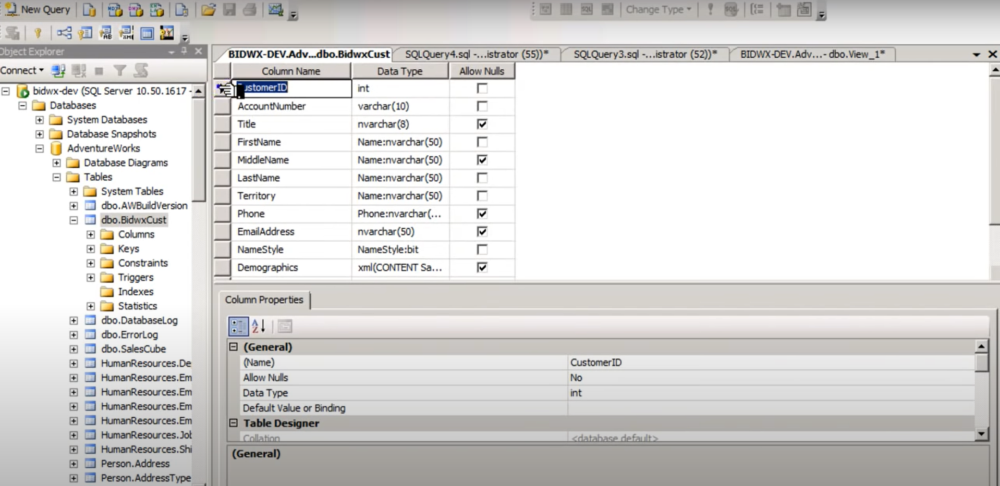 New Query
Change Type
Object Explorer
Connect
BIDWX-DEV.Adv...dbo.BidwxCust
SQLQuery4.sql -...istrator (55))*
SQLQuery3.sql -...istrator (52))*
BIDWX-DEV.Adv...- dbo.View_1*
Column Name Data Type Allow Nulls
CustomerID int
AccountNumber varchar(10)
Title nvarchar(8)
FirstName Name:nvarchar(50)
MiddleName Name:nvarchar(50)
LastName Name:nvarchar(50)
Territory Name:nvarchar(50)
Phone Phone:nvarchar(...
EmailAddress nvarchar(50)
NameStyle NameStyle:bit
Demographics xml(CONTENT Sa...
bidwx-dev (SQL Server 10.50.1617 -
Databases
System Databases
Database Snapshots
AdventureWorks
Database Diagrams
Tables
System Tables
dbo.AWBuildVersion
dbo.BidwxCust
Columns
Keys
Constraints
Triggers
Indexes
Statistics
dbo.DatabaseLog
dbo.ErrorLog
dbo.SalesCube
HumanResources.De
HumanResources.Em
HumanResources.Em
HumanResources.Em
HumanResources.Em
HumanResources.Job
HumanResources.Shi
Person.Address
Person.AddressType
Column Properties
(General)
(Name) CustomerID
Allow Nulls No
Data Type int
Default Value or Binding
Table Designer
Collation <database default>
(General)